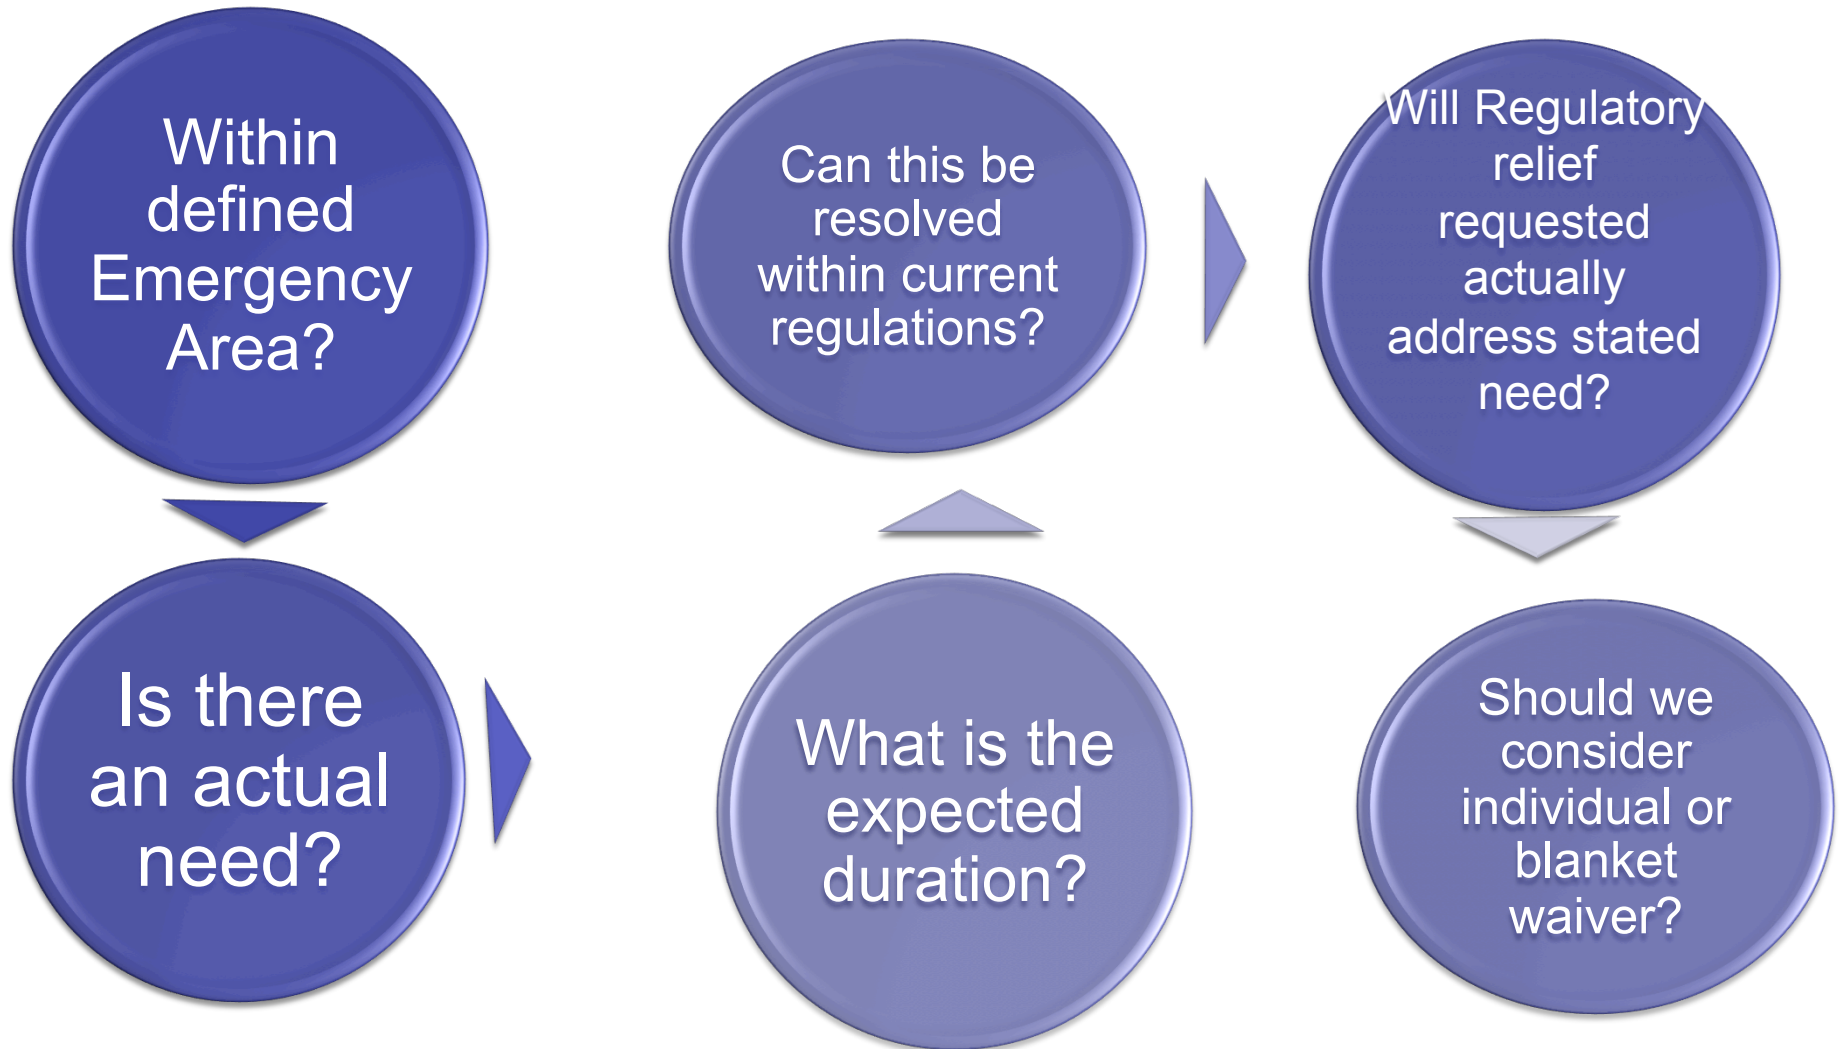 Within
defined
Emergency
Area?
Is there
an actual
need?
What is the
expected
duration?
Can this be
resolved
within current
regulations?
Will Regulatory
relief
requested
actually
address stated
need?
Should we
consider
individual or
blanket
waiver?